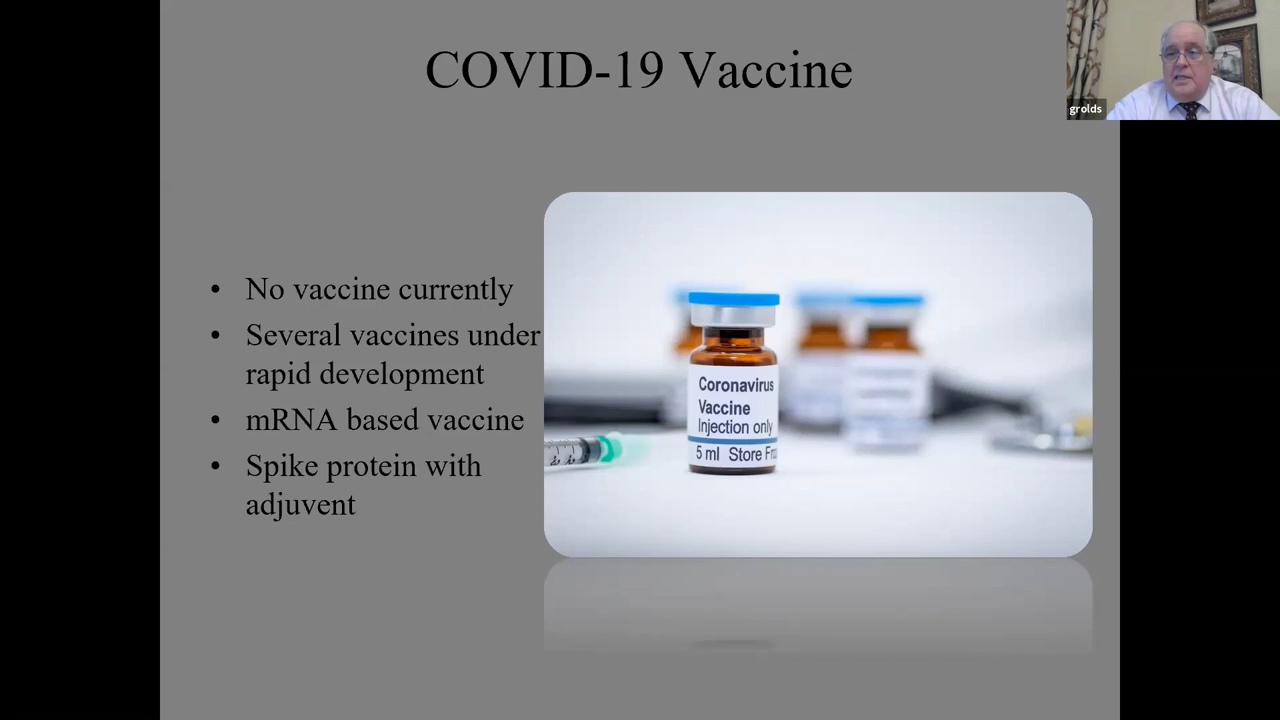 COVID-19 Vaccine
grolds
• No vaccine currently
• Several vaccines under
rapid development
• mRNA based vaccine
• Spike protein with
adjuvent
Coronavirus
Vaccine
Injection only
5 ml Store